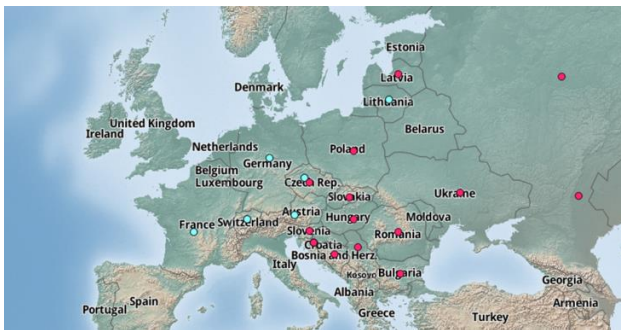 Estonia
Latvia
Denmark
Lithuania
United Kingdom
Ireland
Belarus
Netherlands
Poland
Germany
Belgium
Luxembourg
Czech Rep.
Slovakia
Ukraine
Austria
France
Switzerland
Hungary
Moldova
Slovenia
Romania
Croatia
Bosnia and Herz.
Italy
Kosovo
Bulgaria
Georgia
Albania
Spain
Portugal
Armenia
Greece
Turkey